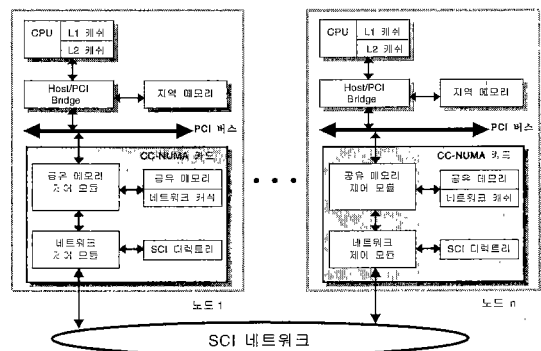 CPU
L1 캐쉬
L2 캐쉬
Host/PCI
Bridge
지역 메모리
PCI 버스
CC-NUMA 카드
공유 메모리
제어 모듈
공유 메모리
네트워크 캐쉬
네트워크
제어 모듈
SCI 디렉토리
노드 1
CPU
L1 캐쉬
L2 캐쉬
Host/PCI
Bridge
지역 메모리
PCI 버스
CC-NUMA 카드
공유 메모리
제어 모듈
공유 메모리
네트워크 캐쉬
네트워크
제어 모듈
SCI 디렉토리
노드 n
SCI 네트워크